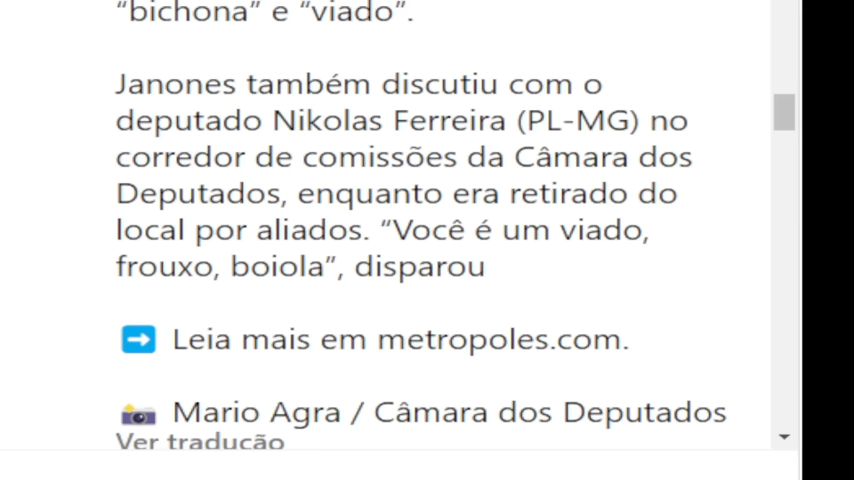 “bichona” e “viado”.
Janones também discutiu com o
deputado Nikolas Ferreira (PL-MG) no
corredor de comissões da Câmara dos
Deputados, enquanto era retirado do
local por aliados. “Você é um viado,
frouxo, boiola”, disparou
➡️ Leia mais em metropoles.com.
📸 Mario Agra / Câmara dos Deputados
Ver tradução